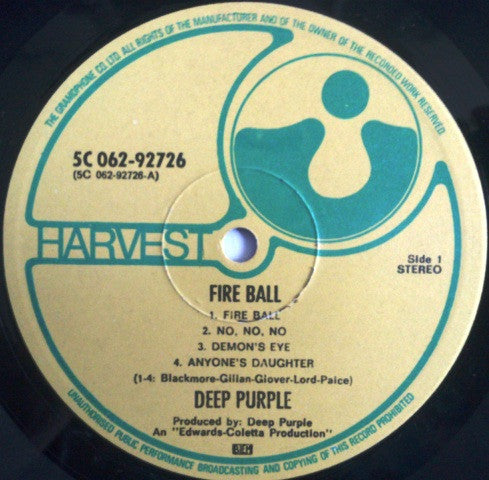 THE GRAMOPHONE CO. LTD. ALL RIGHTS OF THE MANUFACTURER AND OF THE OWNER OF THE RECORDED WORK RESERVED
5C 062-92726
(5C 062-92726-A)
HARVEST
Side 1
STEREO
FIRE BALL
1. FIRE BALL
2. NO, NO, NO
3. DEMON'S EYE
4. ANYONE'S DAUGHTER
(1-4: Blackmore-Gillan-Glover-Lord-Paice)
DEEP PURPLE
Produced by: Deep Purple
An "Edwards-Coletta Production"
UNAUTHORISED PUBLIC PERFORMANCE BROADCASTING AND COPYING OF THIS RECORD PROHIBITED